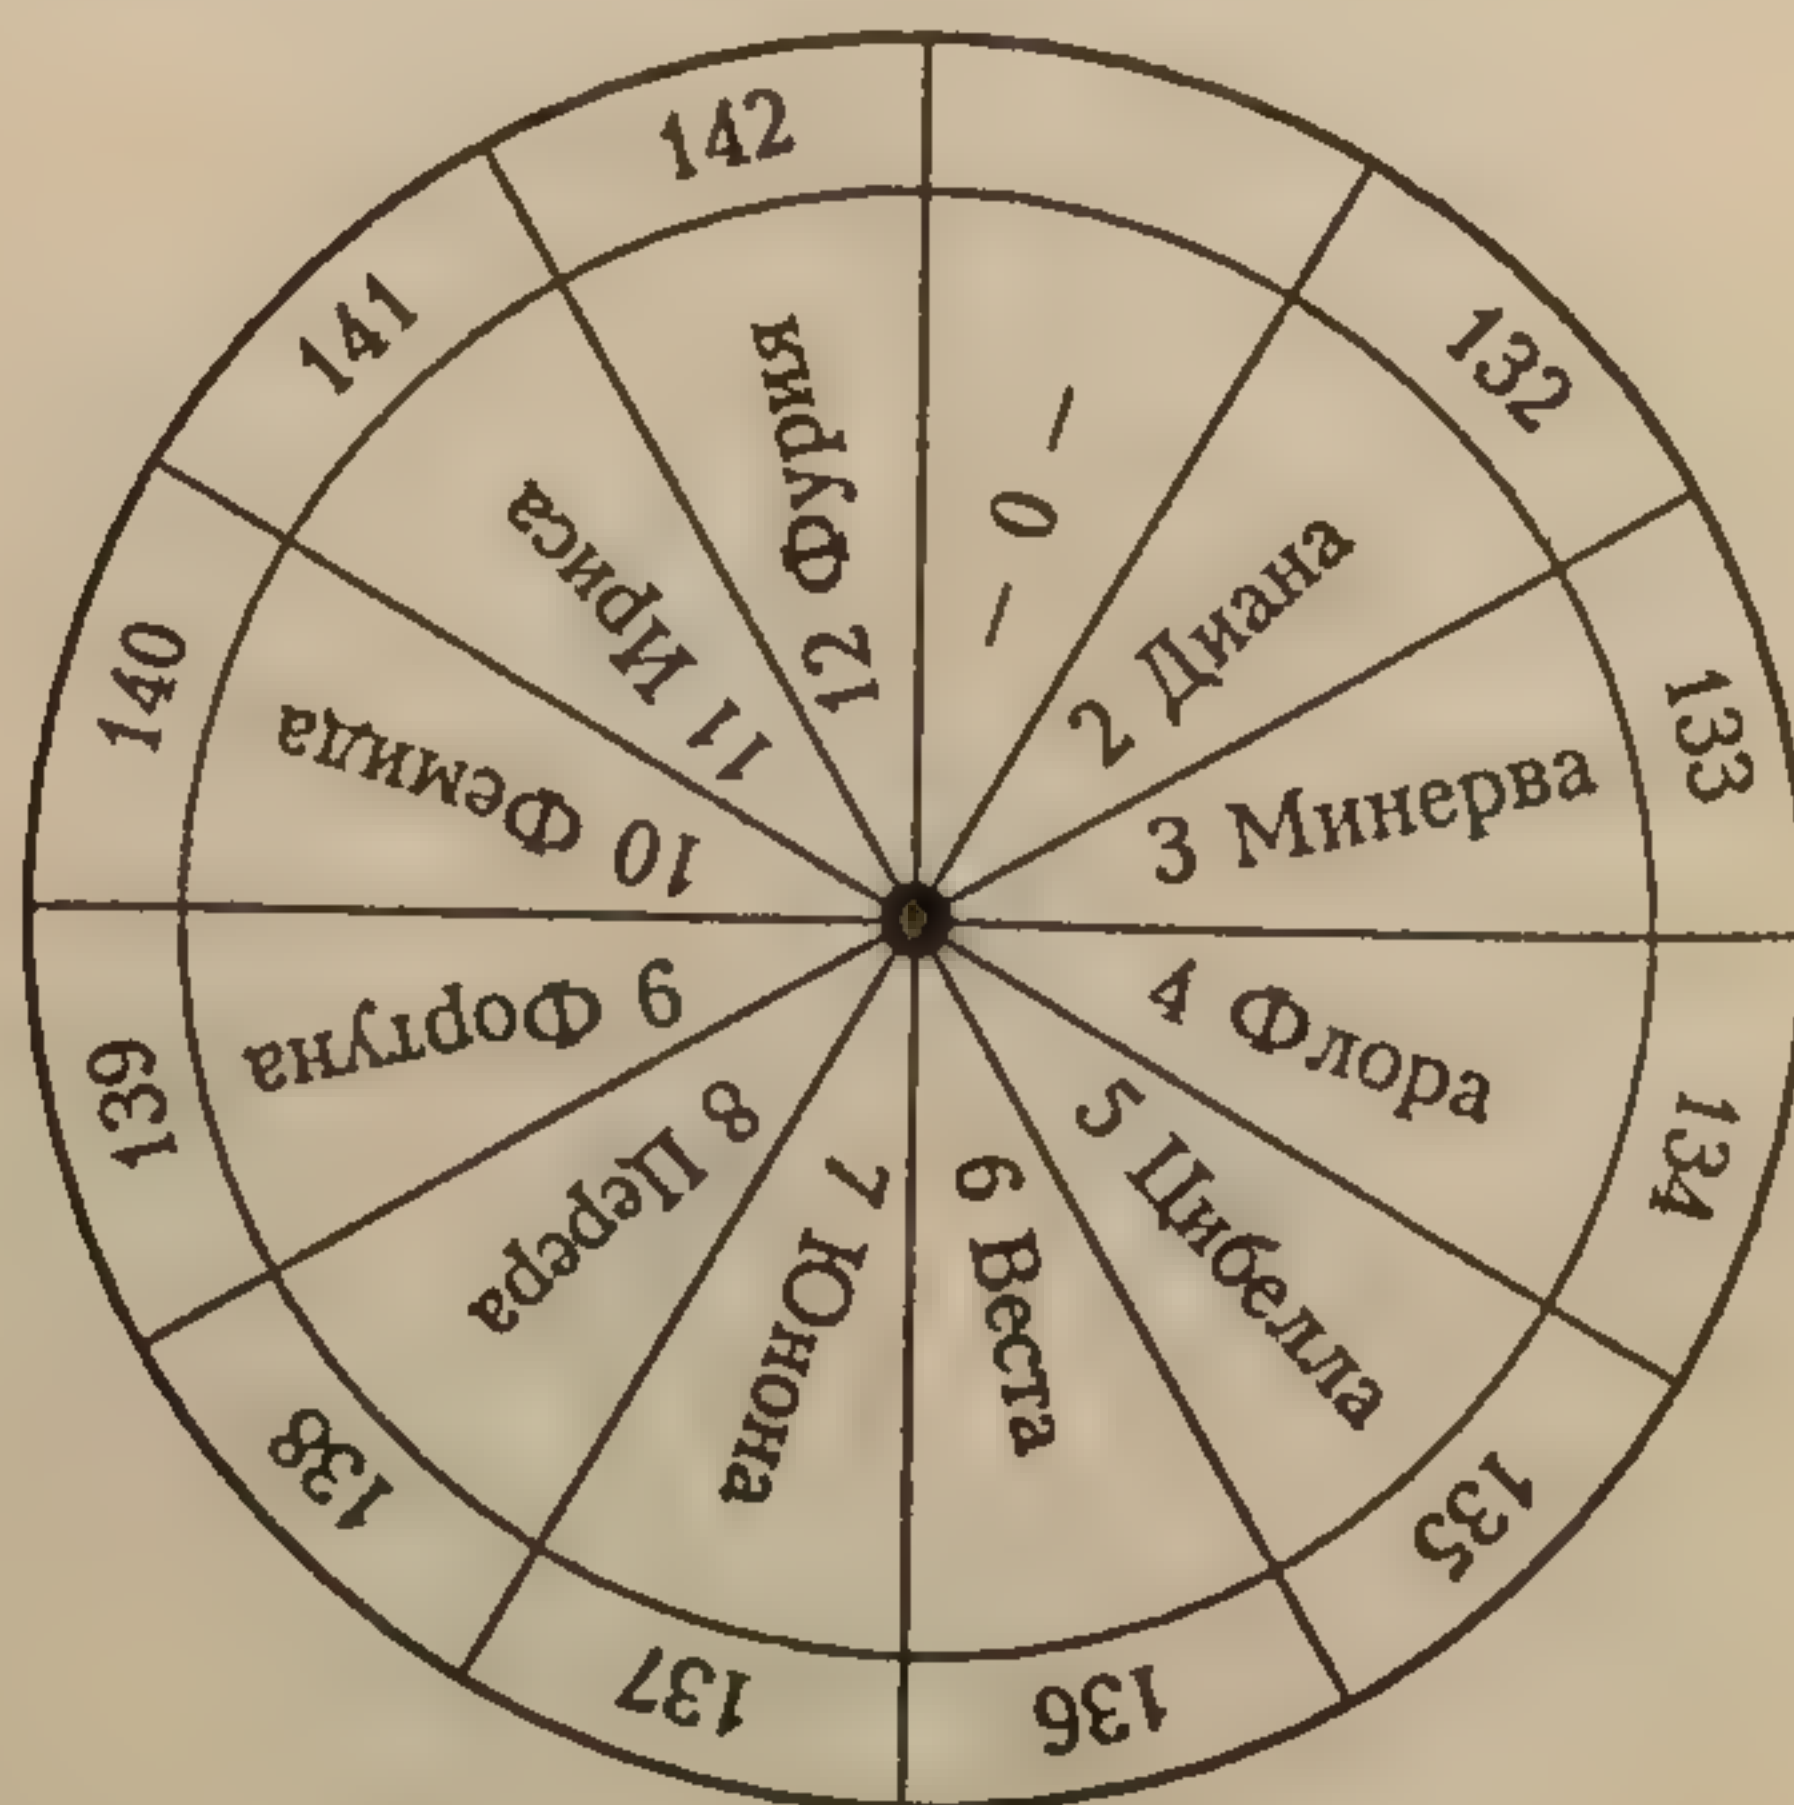 — 0 —
132
2 Диана
133
3 Минерва
134
4 Флора
135
5 Цибелла
136
6 Веста
137
7 Юнона
138
8 Церера
139
9 Фортуна
140
10 Фемида
141
11 Ириса
142
12 Фурия